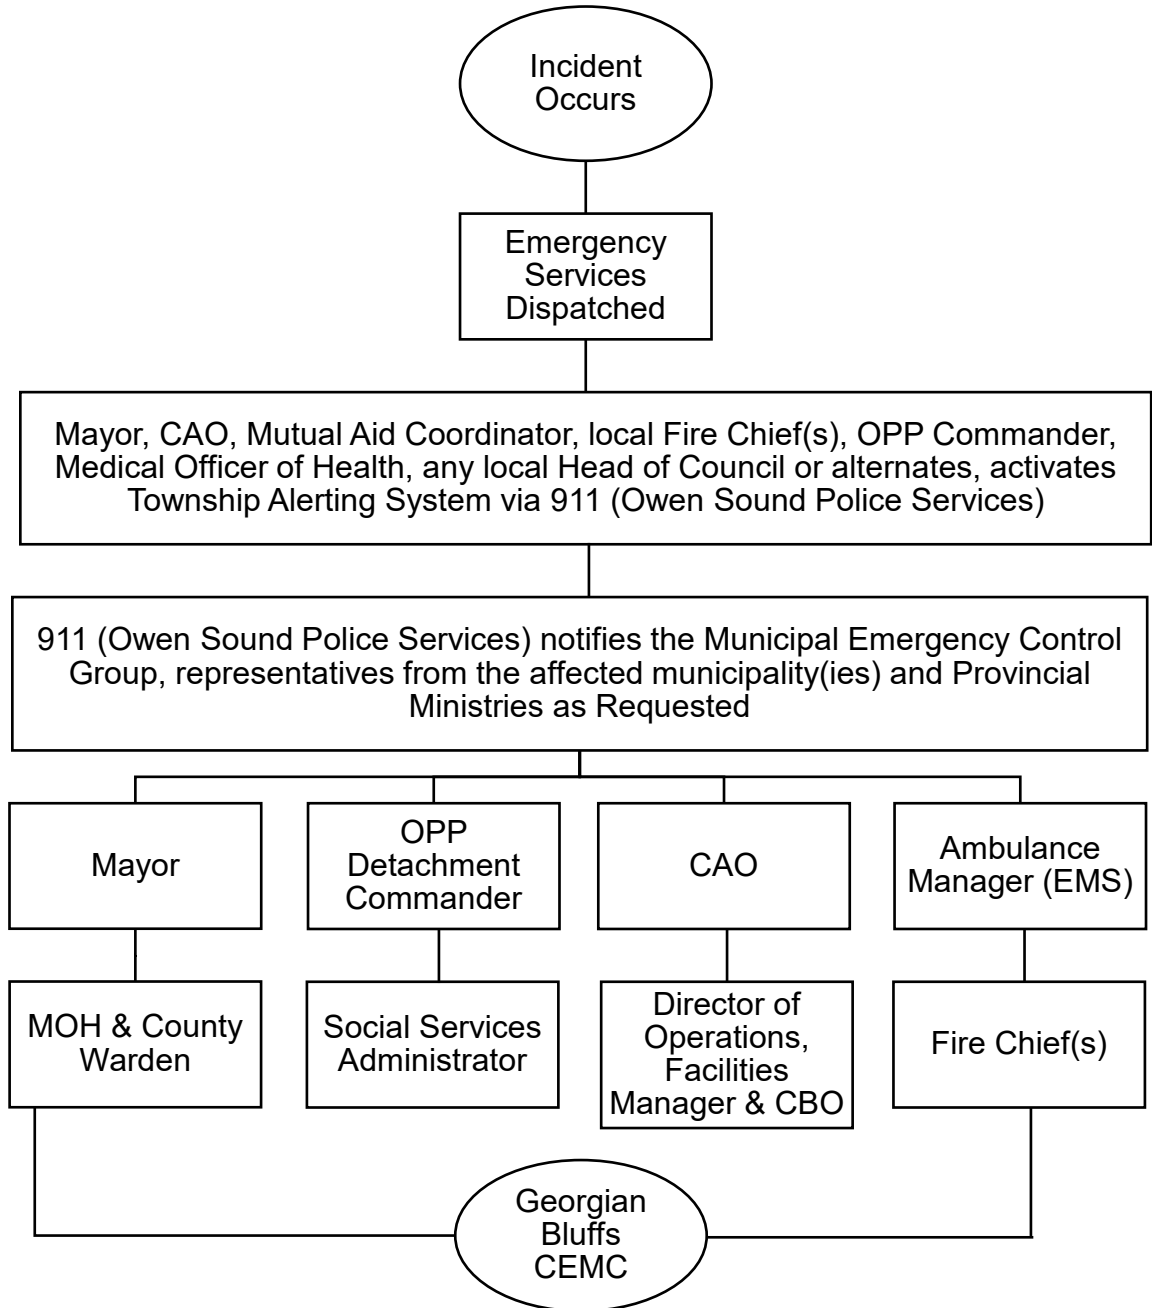 Incident
Occurs
Emergency
Services
Dispatched
Mayor, CAO, Mutual Aid Coordinator, local Fire Chief(s), OPP Commander,
Medical Officer of Health, any local Head of Council or alternates, activates
Township Alerting System via 911 (Owen Sound Police Services)
911 (Owen Sound Police Services) notifies the Municipal Emergency Control
Group, representatives from the affected municipality(ies) and Provincial
Ministries as Requested
Mayor
OPP
Detachment
Commander
CAO
Ambulance
Manager (EMS)
MOH & County
Warden
Social Services
Administrator
Director of
Operations,
Facilities
Manager & CBO
Fire Chief(s)
Georgian
Bluffs
CEMC